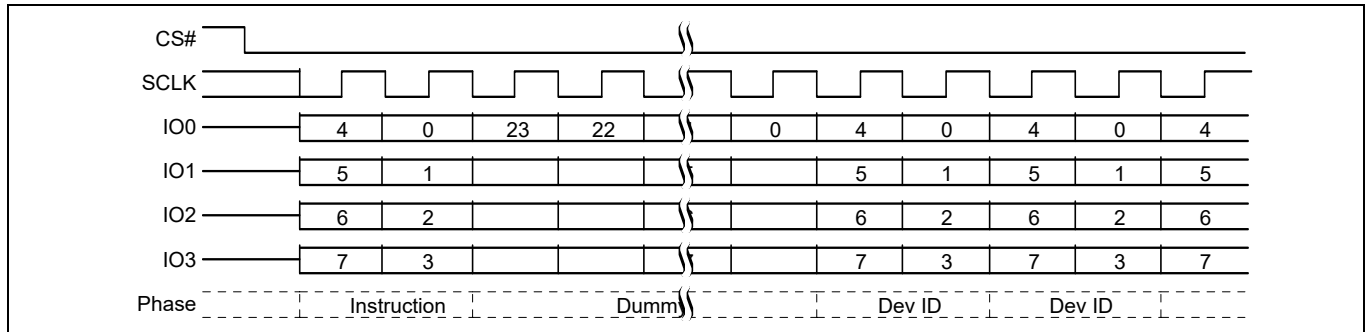 CS#
SCLK
IO0 4 0 23 22 0 4 0 4 0 4
IO1 5 1 5 1 5 1 5
IO2 6 2 6 2 6 2 6
IO3 7 3 7 3 7 3 7
Phase Instruction Dummy Dev ID Dev ID